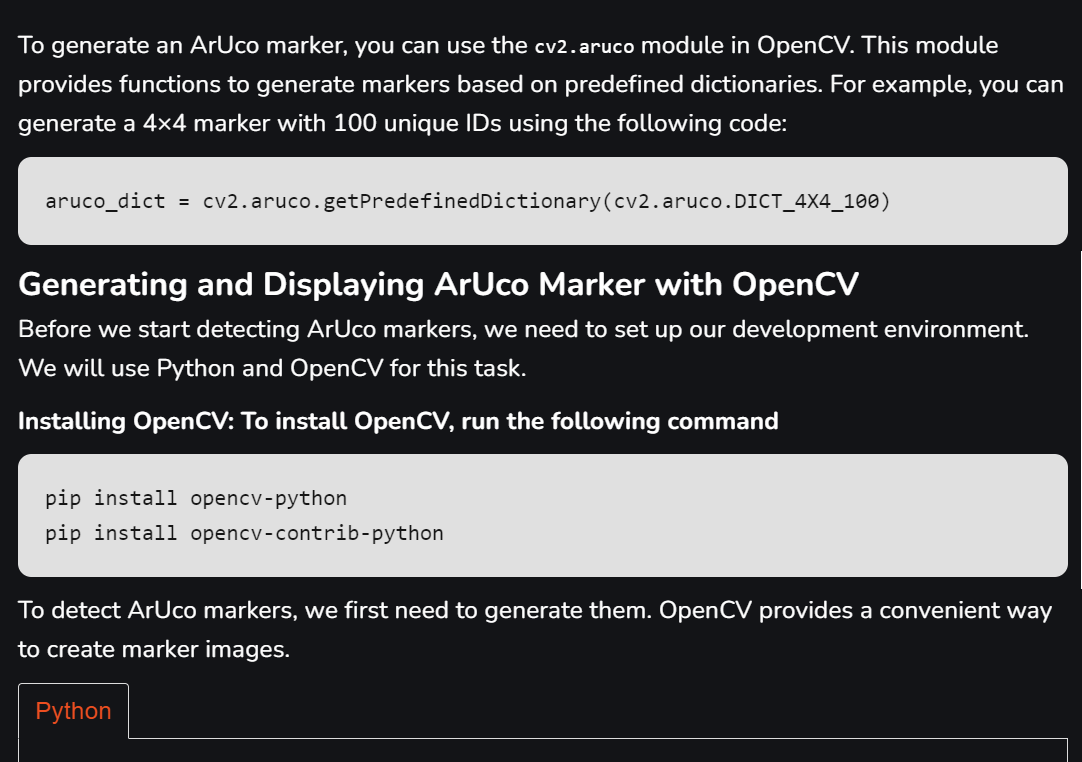 To generate an ArUco marker, you can use the cv2.aruco module in OpenCV. This module
provides functions to generate markers based on predefined dictionaries. For example, you can
generate a 4×4 marker with 100 unique IDs using the following code:
aruco_dict = cv2.aruco.getPredefinedDictionary(cv2.aruco.DICT_4X4_100)
Generating and Displaying ArUco Marker with OpenCV
Before we start detecting ArUco markers, we need to set up our development environment.
We will use Python and OpenCV for this task.
Installing OpenCV: To install OpenCV, run the following command
pip install opencv-python
pip install opencv-contrib-python
To detect ArUco markers, we first need to generate them. OpenCV provides a convenient way
to create marker images.
Python